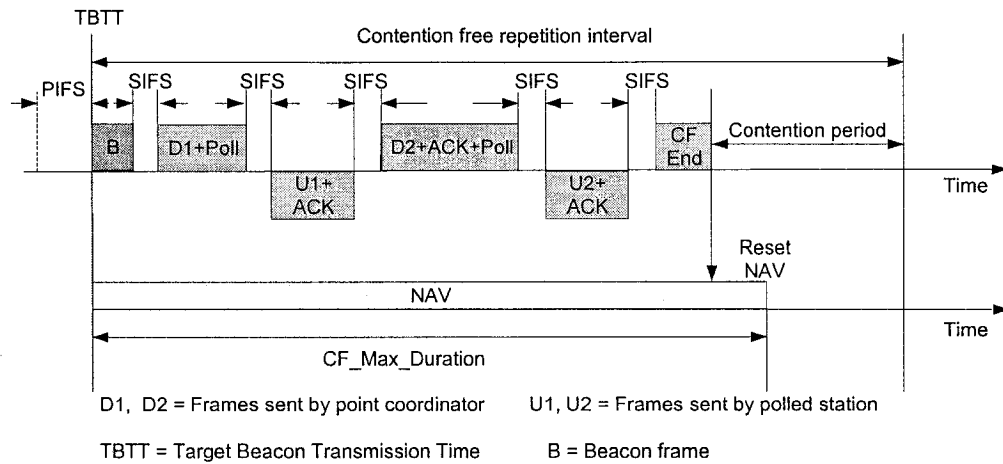 TBTT
Contention free repetition interval
PIFS
SIFS
SIFS
SIFS
SIFS
SIFS
B
D1+Poll
D2+ACK+Poll
CF
End
Contention period
U1+
ACK
U2+
ACK
Time
Reset
NAV
NAV
Time
CF_Max_Duration
D1, D2 = Frames sent by point coordinator
U1, U2 = Frames sent by polled station
TBTT = Target Beacon Transmission Time
B = Beacon frame